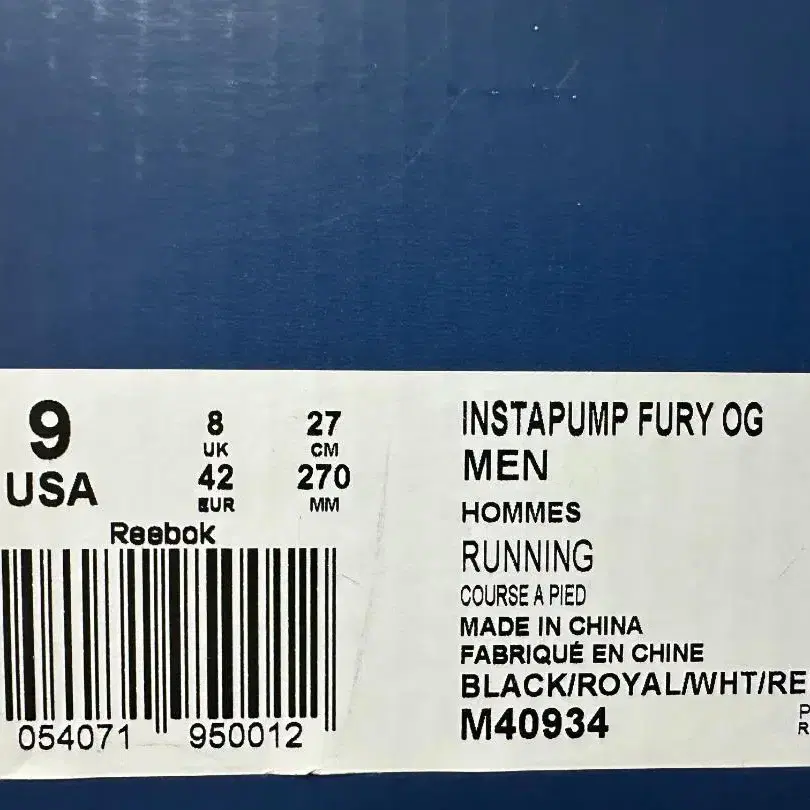 9
USA
8
UK
42
EUR
27
CM
270
MM
Reebok
054071 950012
INSTAPUMP FURY OG
MEN
HOMMES
RUNNING
COURSE A PIED
MADE IN CHINA
FABRIQUÉ EN CHINE
BLACK/ROYAL/WHT/RE
M40934
P
R